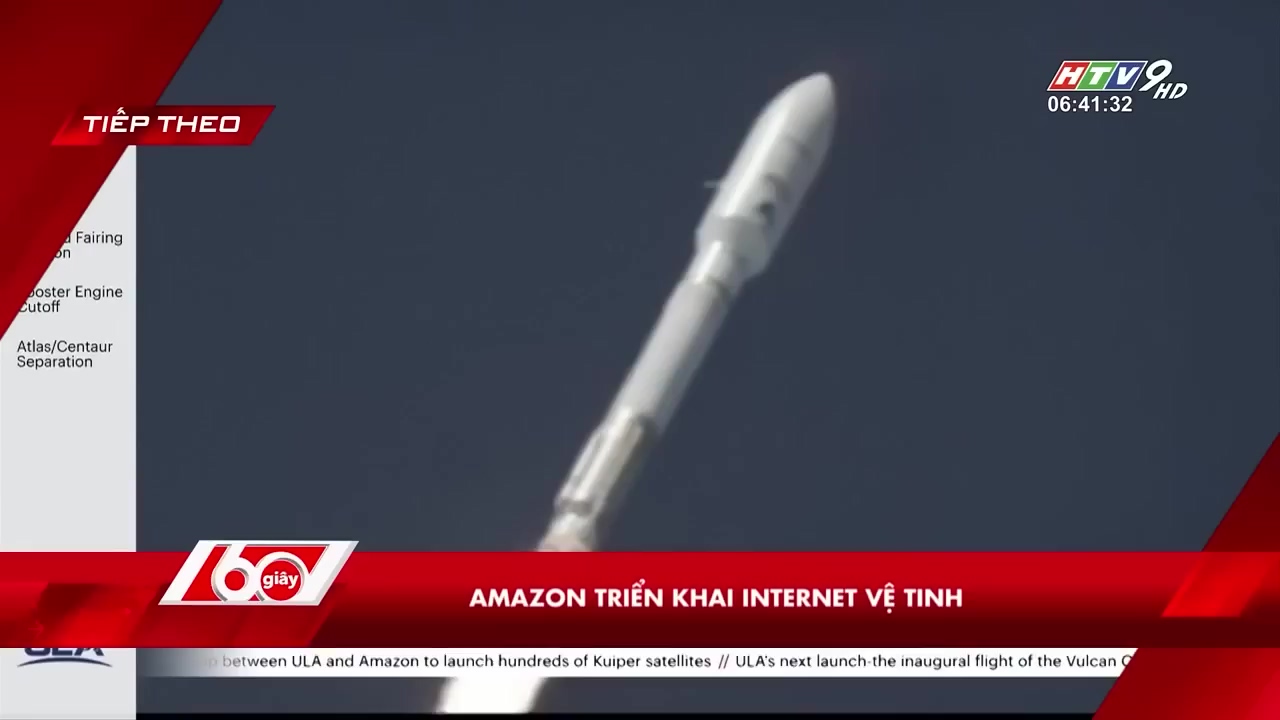 HTV9 HD
06:41:32
TIẾP THEO
Fairing
Engine
Cutoff
Atlas/Centaur
Separation
60 giây
AMAZON TRIỂN KHAI INTERNET VỆ TINH
ULA
between ULA and Amazon to launch hundreds of Kuiper satellites // ULA's next launch-the inaugural flight of the Vulcan